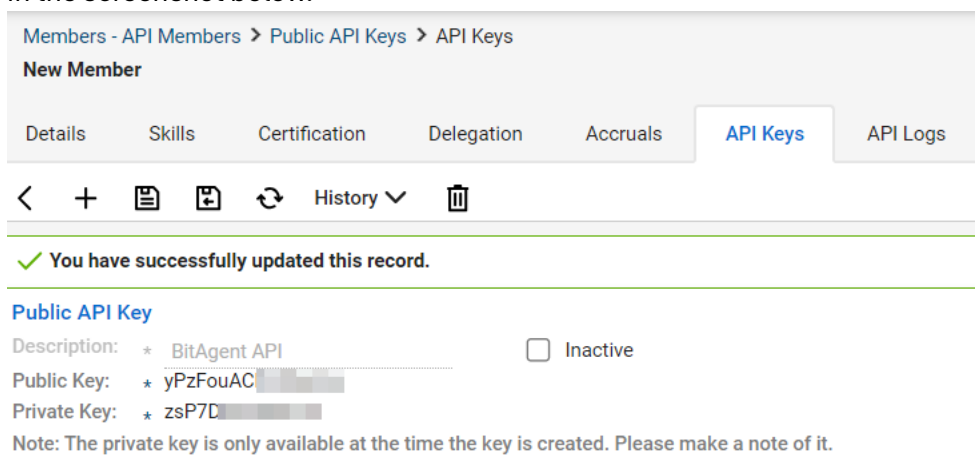 Members - API Members > Public API Keys > API Keys
New Member
Details Skills Certification Delegation Accruals API Keys API Logs
History
You have successfully updated this record.
Public API Key
Description: * BitAgent API Inactive
Public Key: * yPzFouAC
Private Key: * zsP7D
Note: The private key is only available at the time the key is created. Please make a note of it.